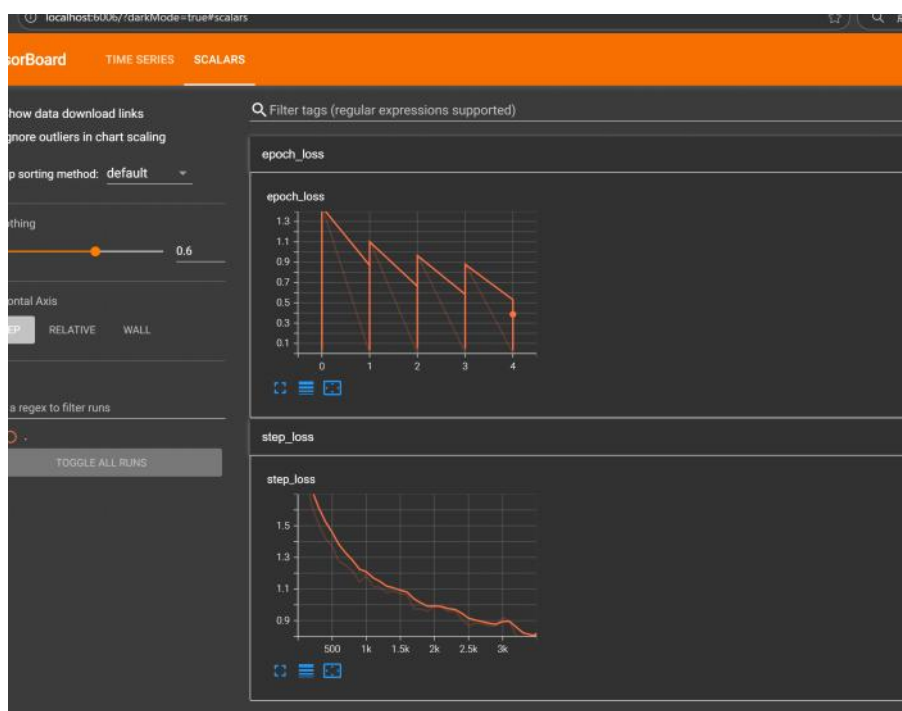 localhost:6006/?darkMode=true#scalars
sorBoard TIME SERIES SCALARS
how data download links
gnore outliers in chart scaling
p sorting method: default
thing
0.6
ontal Axis
EP RELATIVE WALL
a regex to filter runs
.
TOGGLE ALL RUNS
Filter tags (regular expressions supported)
epoch_loss
epoch_loss
1.3
1.1
0.9
0.7
0.5
0.3
0.1
0 1 2 3 4
step_loss
step_loss
1.5
1.3
1.1
0.9
500 1k 1.5k 2k 2.5k 3k